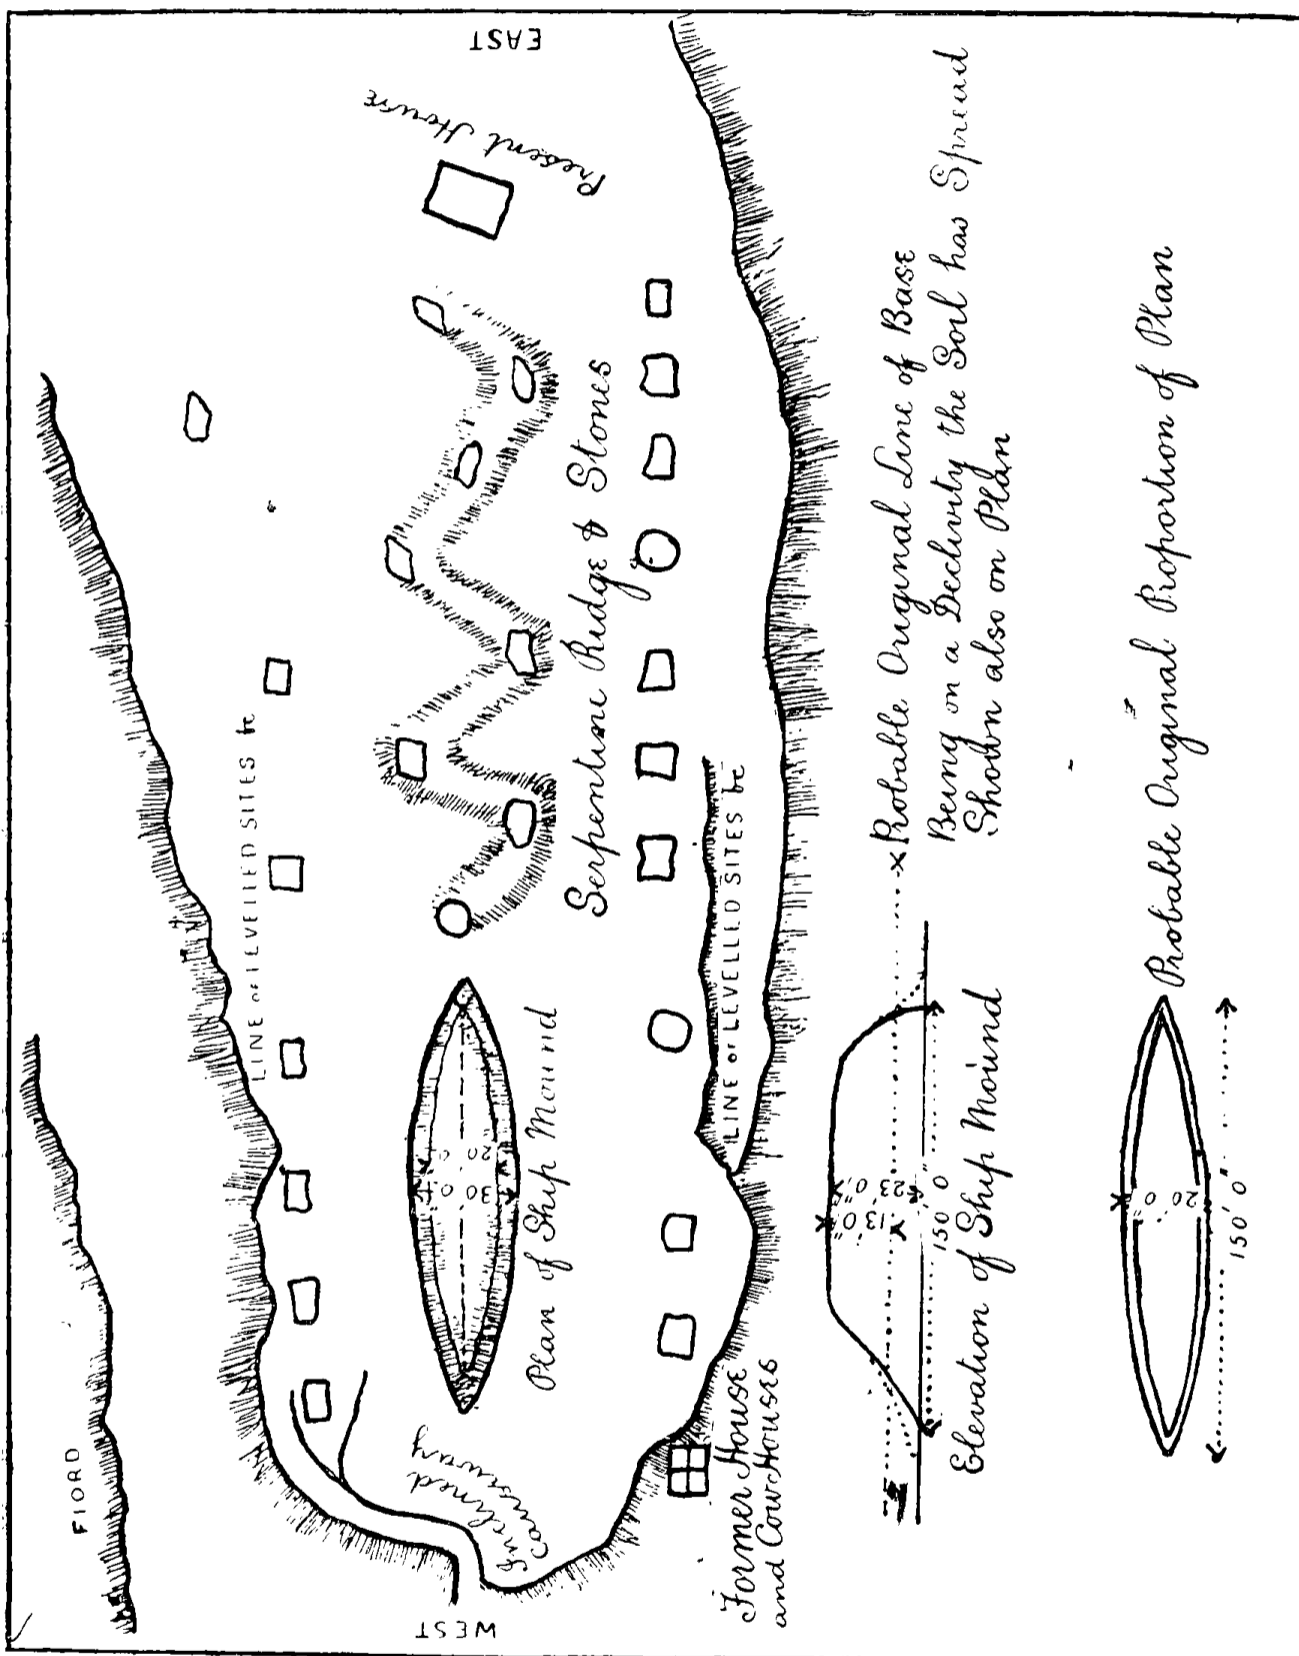 FIORD
WEST
EAST
Present House
LINE OF LEVELLED SITES &c
Inclined
causeway
Plan of Ship Mound
30' 0"
20' 0"
Serpentine Ridge & Stones
LINE OF LEVELLED SITES &c
Former House
and Cow Houses
13' 0"
23' 0"
150' 0"
Elevation of Ship Mound
Probable Original Line of Base
Being on a Declivity the Soil has Spread
Shown also on Plan
20' 0"
150' 0"
Probable Original Proportion of Plan